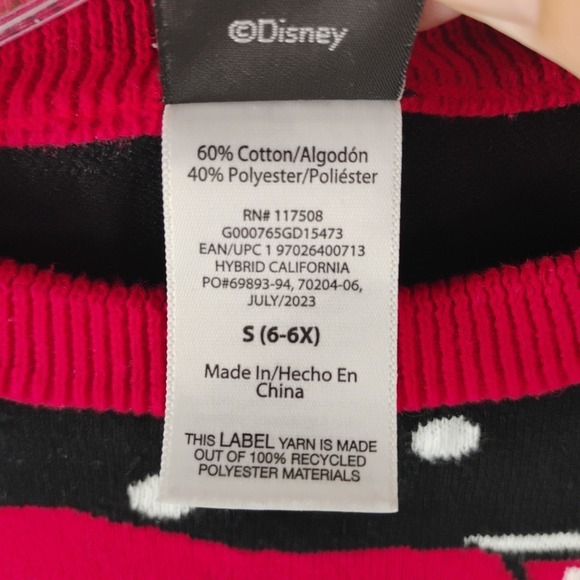 ©Disney
60% Cotton/Algodón
40% Polyester/Poliéster
RN# 117508
G000765GD15473
EAN/UPC 1 97026400713
HYBRID CALIFORNIA
PO#69893-94, 70204-06,
JULY/2023
S (6-6X)
Made In/Hecho En
China
THIS LABEL YARN IS MADE
OUT OF 100% RECYCLED
POLYESTER MATERIALS